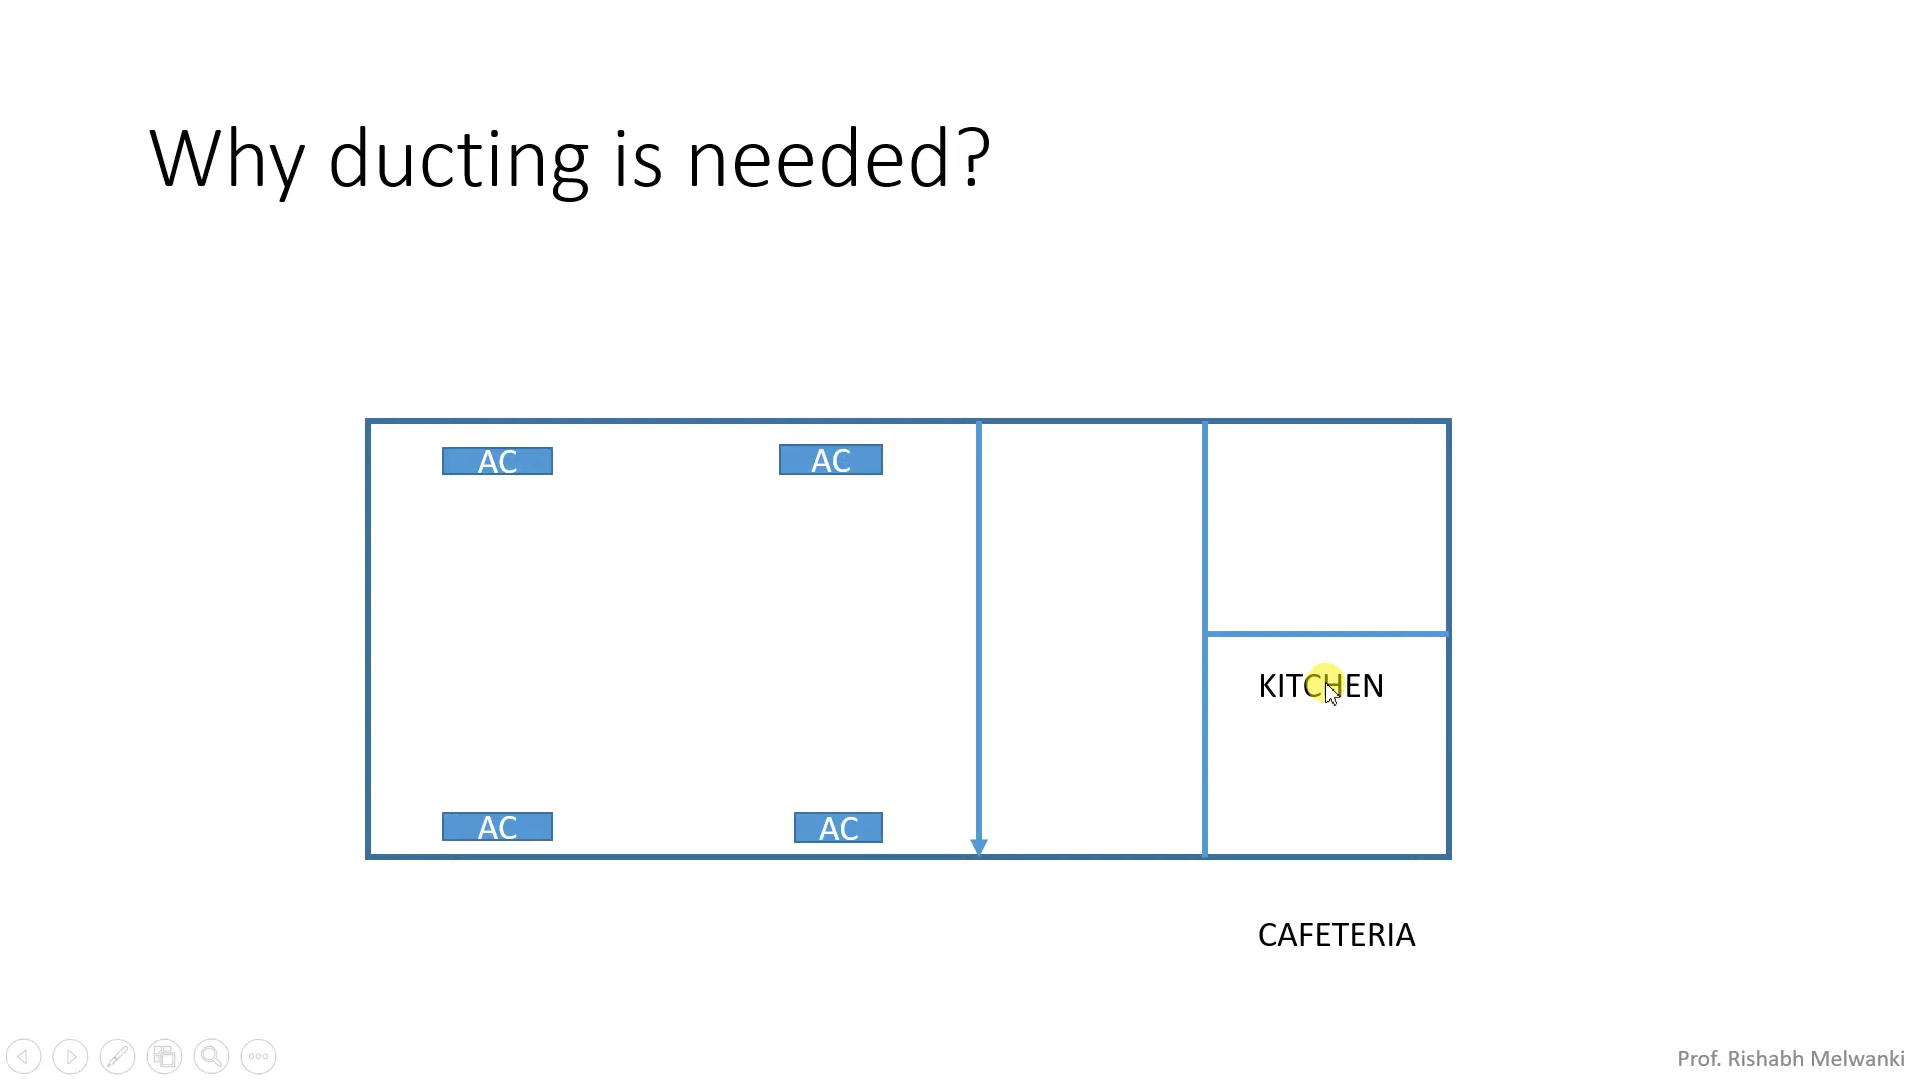 Why ducting is needed?
AC
AC
KITCHEN
AC
AC
CAFETERIA
Prof. Rishabh Melwanki